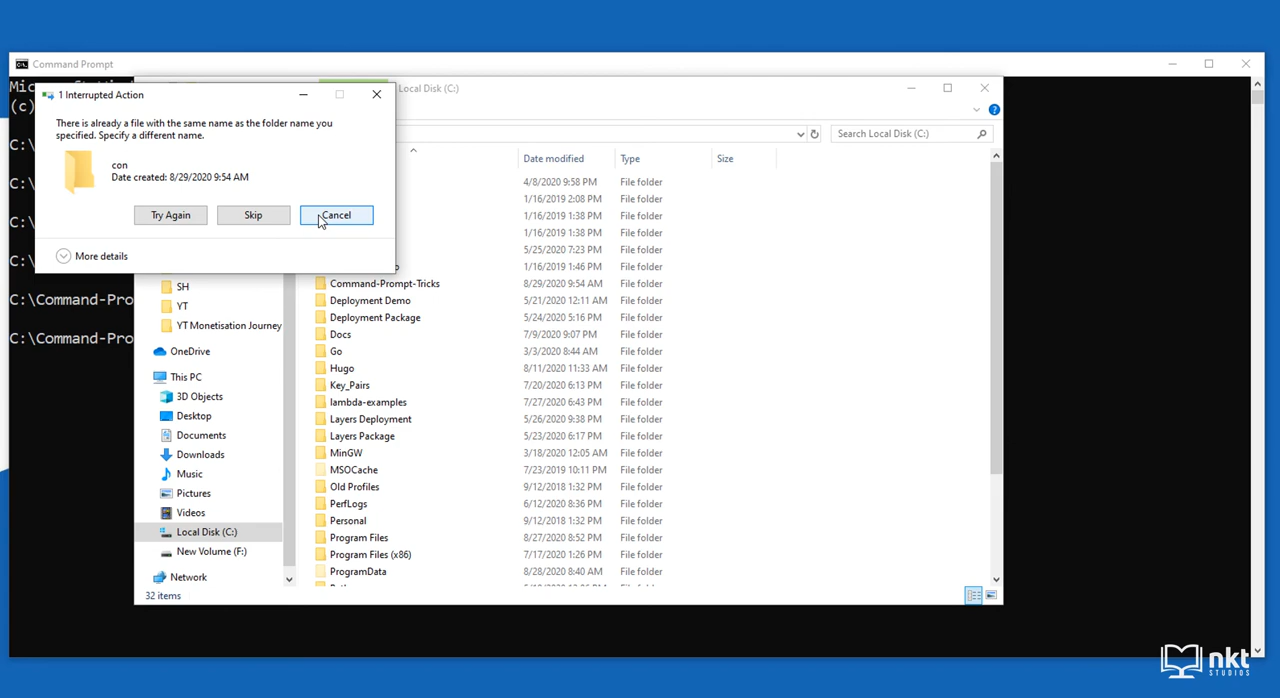 Command Prompt
1 Interrupted Action
There is already a file with the same name as the folder name you
specified. Specify a different name.
con
Date created: 8/29/2020 9:54 AM
Try Again Skip Cancel
More details
(c)
C:\
C:\
C:\
C:\
C:\Command-Pro
C:\Command-Pro
Local Disk (C:)
Search Local Disk (C:)
Date modified Type Size
4/8/2020 9:58 PM File folder
1/16/2019 2:08 PM File folder
1/16/2019 1:38 PM File folder
1/16/2019 1:38 PM File folder
5/25/2020 7:23 PM File folder
1/16/2019 1:46 PM File folder
Command-Prompt-Tricks 8/29/2020 9:54 AM File folder
Deployment Demo 5/21/2020 12:11 AM File folder
Deployment Package 5/24/2020 5:16 PM File folder
Docs 7/9/2020 9:07 PM File folder
Go 3/3/2020 8:44 AM File folder
Hugo 8/11/2020 11:33 AM File folder
Key_Pairs 7/20/2020 6:13 PM File folder
lambda-examples 7/27/2020 6:43 PM File folder
Layers Deployment 5/26/2020 9:38 PM File folder
Layers Package 5/23/2020 6:17 PM File folder
MinGW 3/18/2020 12:05 AM File folder
MSOCache 7/23/2019 10:11 PM File folder
Old Profiles 9/12/2018 1:32 PM File folder
PerfLogs 6/12/2020 8:36 PM File folder
Personal 9/12/2018 1:32 PM File folder
Program Files 8/27/2020 8:52 PM File folder
Program Files (x86) 7/17/2020 1:26 PM File folder
ProgramData 8/28/2020 8:40 AM File folder
SH
YT
YT Monetisation Journey
OneDrive
This PC
3D Objects
Desktop
Documents
Downloads
Music
Pictures
Videos
Local Disk (C:)
New Volume (F:)
Network
32 items
nkt
STUDIOS